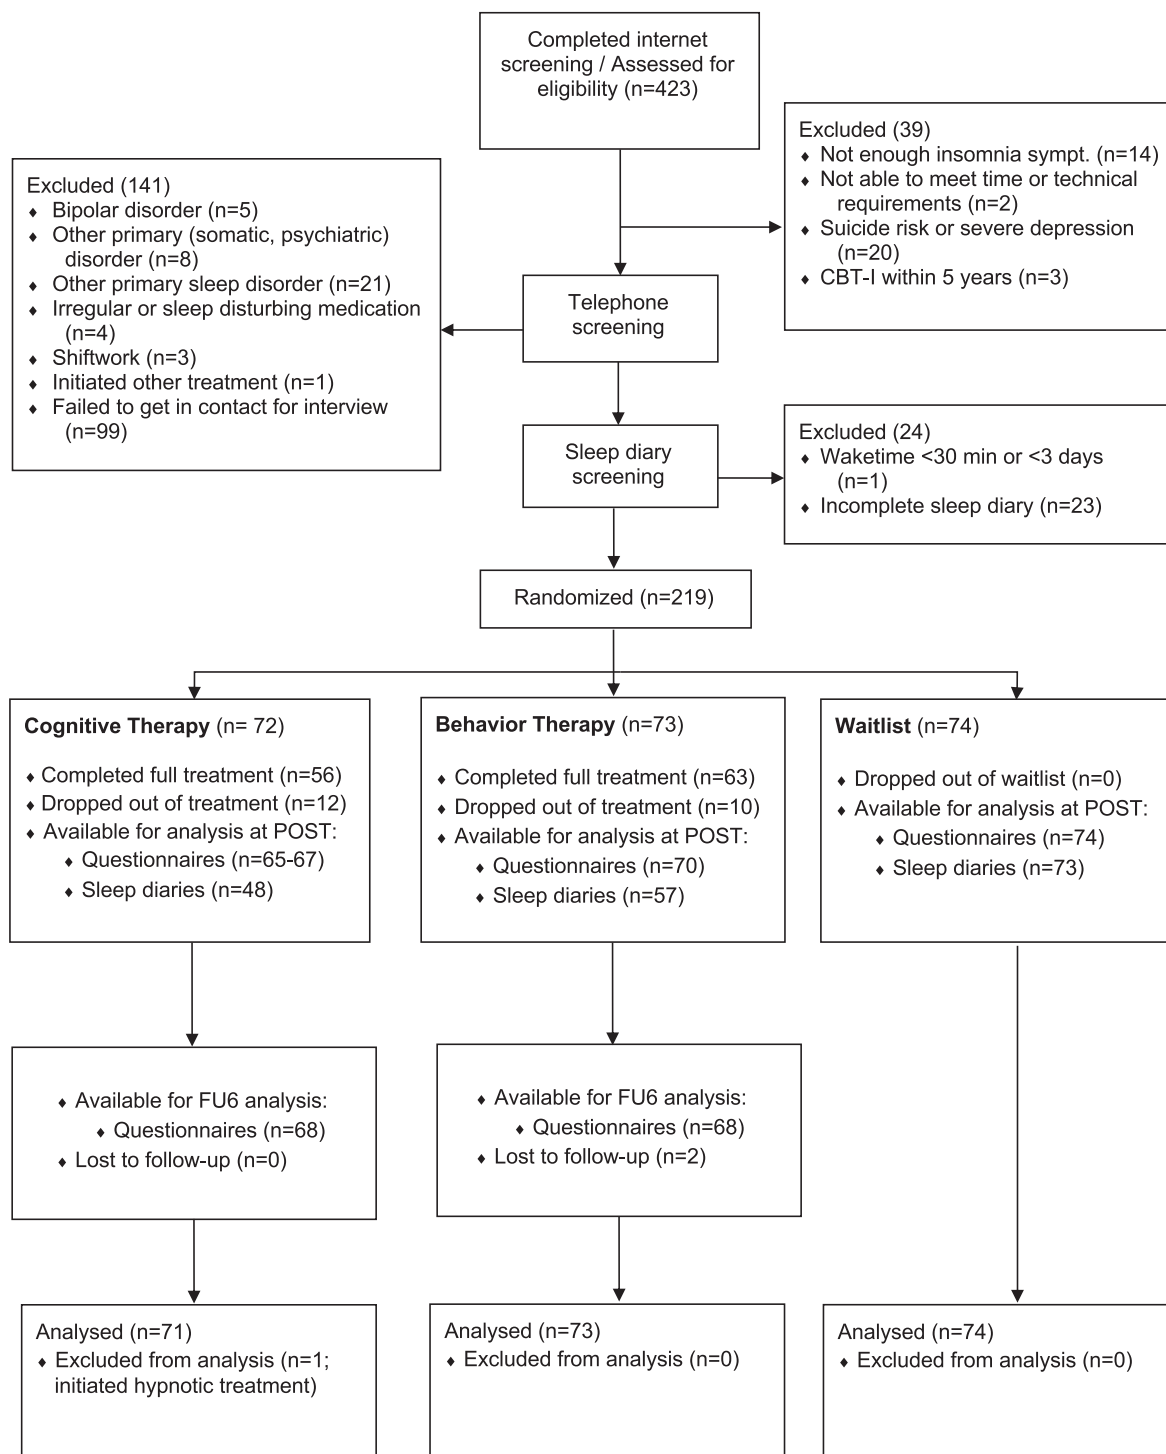 Completed internet
screening / Assessed for
eligibility (n=423)
Excluded (39)
♦ Not enough insomnia sympt. (n=14)
♦ Not able to meet time or technical
requirements (n=2)
♦ Suicide risk or severe depression
(n=20)
♦ CBT-I within 5 years (n=3)
Excluded (141)
♦ Bipolar disorder (n=5)
♦ Other primary (somatic, psychiatric)
disorder (n=8)
♦ Other primary sleep disorder (n=21)
♦ Irregular or sleep disturbing medication
(n=4)
♦ Shiftwork (n=3)
♦ Initiated other treatment (n=1)
♦ Failed to get in contact for interview
(n=99)
Telephone
screening
Sleep diary
screening
Excluded (24)
♦ Waketime <30 min or <3 days
(n=1)
♦ Incomplete sleep diary (n=23)
Randomized (n=219)
Cognitive Therapy (n= 72)
♦ Completed full treatment (n=56)
♦ Dropped out of treatment (n=12)
♦ Available for analysis at POST:
♦ Questionnaires (n=65-67)
♦ Sleep diaries (n=48)
Behavior Therapy (n=73)
♦ Completed full treatment (n=63)
♦ Dropped out of treatment (n=10)
♦ Available for analysis at POST:
♦ Questionnaires (n=70)
♦ Sleep diaries (n=57)
Waitlist (n=74)
♦ Dropped out of waitlist (n=0)
♦ Available for analysis at POST:
♦ Questionnaires (n=74)
♦ Sleep diaries (n=73)
♦ Available for FU6 analysis:
♦ Questionnaires (n=68)
♦ Lost to follow-up (n=0)
♦ Available for FU6 analysis:
♦ Questionnaires (n=68)
♦ Lost to follow-up (n=2)
Analysed (n=71)
♦ Excluded from analysis (n=1;
initiated hypnotic treatment)
Analysed (n=73)
♦ Excluded from analysis (n=0)
Analysed (n=74)
♦ Excluded from analysis (n=0)